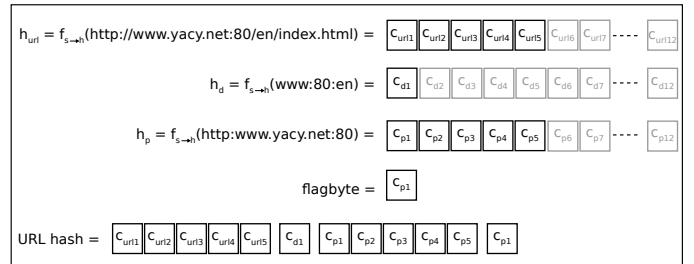 h_url = f_s→h(http://www.yacy.net:80/en/index.html) = C_url1 C_url2 C_url3 C_url4 C_url5 C_url6 C_url7 ---- C_url12
h_d = f_s→h(www:80:en) = C_d1 C_d2 C_d3 C_d4 C_d5 C_d6 C_d7 ---- C_d12
h_p = f_s→h(http:www.yacy.net:80) = C_p1 C_p2 C_p3 C_p4 C_p5 C_p6 C_p7 ---- C_p12
flagbyte = C_p1
URL hash = C_url1 C_url2 C_url3 C_url4 C_url5 C_d1 C_p1 C_p2 C_p3 C_p4 C_p5 C_p1